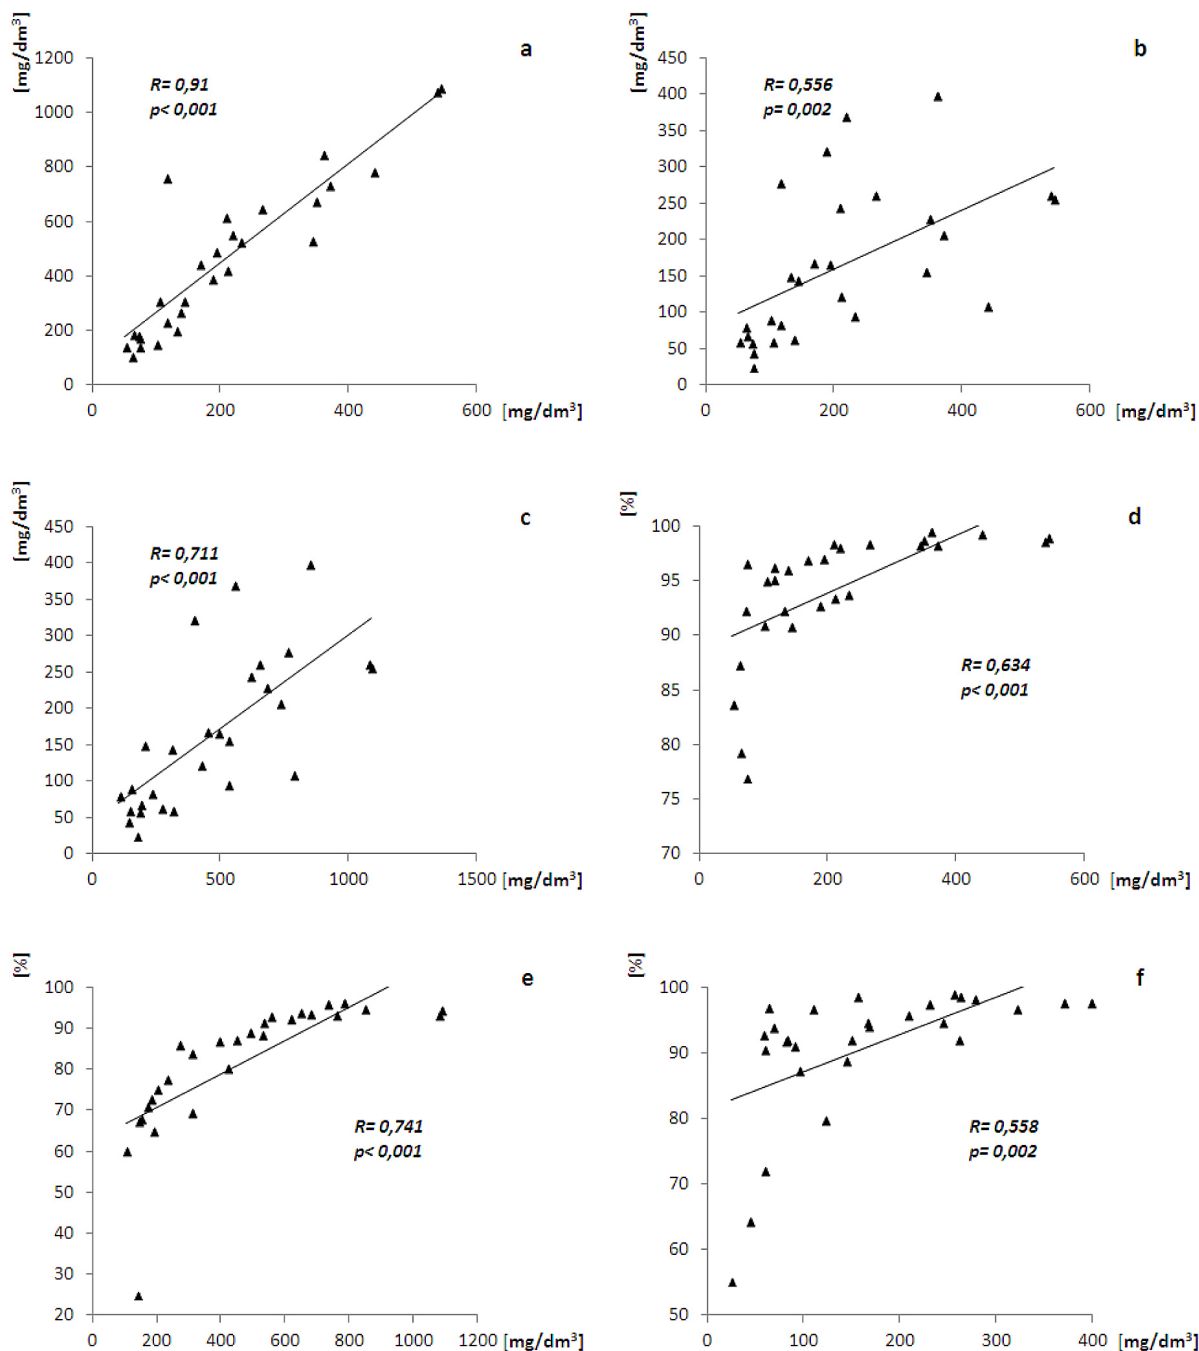 [mg/dm³]
a
1200
1000
800
600
400
200
0
R= 0,91
p< 0,001
0 200 400 600 [mg/dm³]
[mg/dm³]
b
450
400
350
300
250
200
150
100
50
0
R= 0,556
p= 0,002
0 200 400 600 [mg/dm³]
[mg/dm³]
c
450
400
350
300
250
200
150
100
50
0
R= 0,711
p< 0,001
0 500 1000 1500 [mg/dm³]
[%]
d
100
95
90
85
80
75
70
R= 0,634
p< 0,001
0 200 400 600 [mg/dm³]
[%]
e
100
90
80
70
60
50
40
30
20
R= 0,741
p< 0,001
0 200 400 600 800 1000 1200 [mg/dm³]
[%]
f
100
90
80
70
60
50
R= 0,558
p= 0,002
0 100 200 300 400 [mg/dm³]